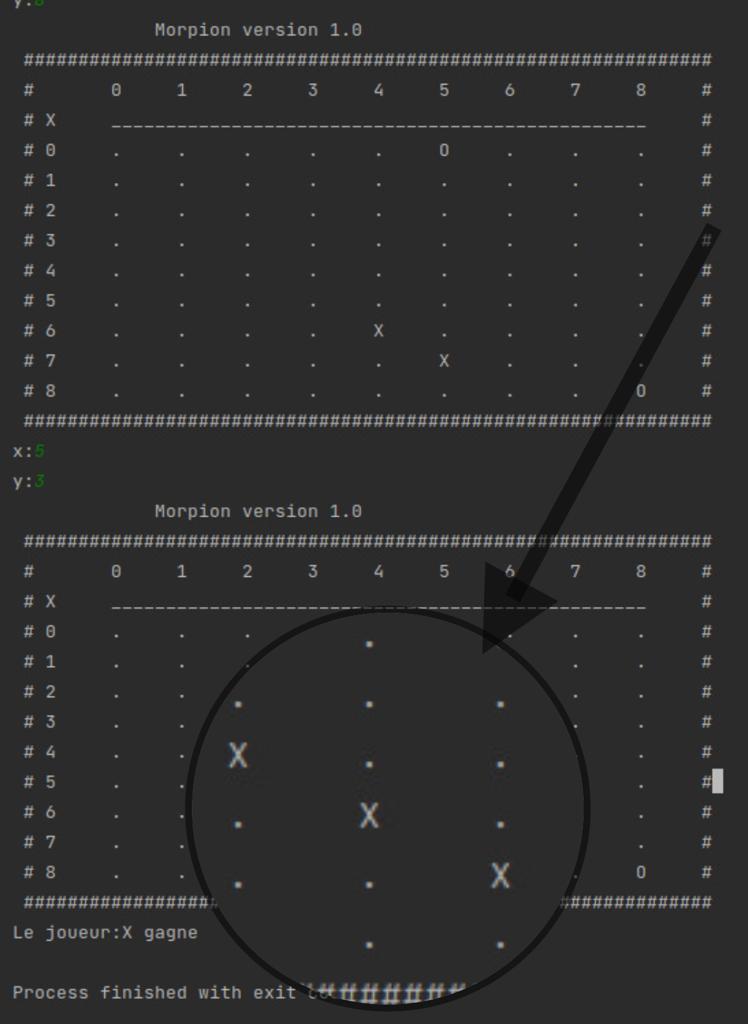 y:
Morpion version 1.0
###############################################################
# 0 1 2 3 4 5 6 7 8 #
# X _________________________________________________ #
# 0 . . . . . O . . . #
# 1 . . . . . . . . . #
# 2 . . . . . . . . . #
# 3 . . . . . . . . . #
# 4 . . . . . . . . . #
# 5 . . . . . . . . . #
# 6 . . . . X . . . . #
# 7 . . . . . X . . . #
# 8 . . . . . . . . O #
###############################################################
x:5
y:3
Morpion version 1.0
###############################################################
# 0 1 2 3 4 5 6 7 8 #
# X _________________________________________________ #
# 0 . . . . . . . #
# 1 . . . . . #
# 2 . . . . . . . #
# 3 . . . . #
# 4 . . X . . . #
# 5 . . . #
# 6 . . . X . . #
# 7 . . . #
# 8 . . . . X . O #
################## ##############
Le joueur:X gagne
. .
Process finished with exit #######